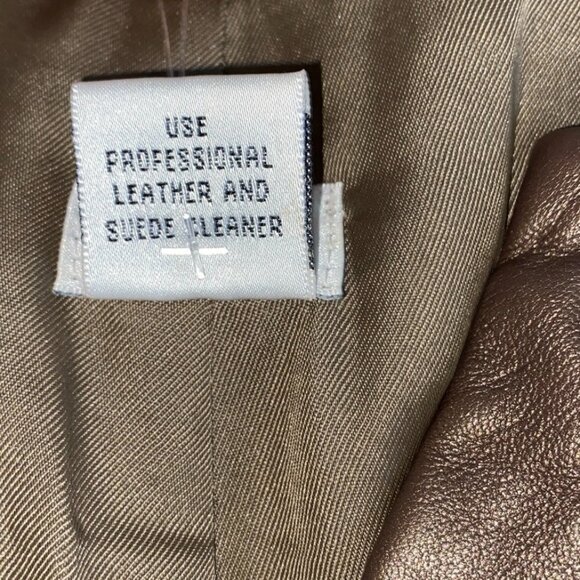 USE
PROFESSIONAL
LEATHER AND
SUEDE CLEANER